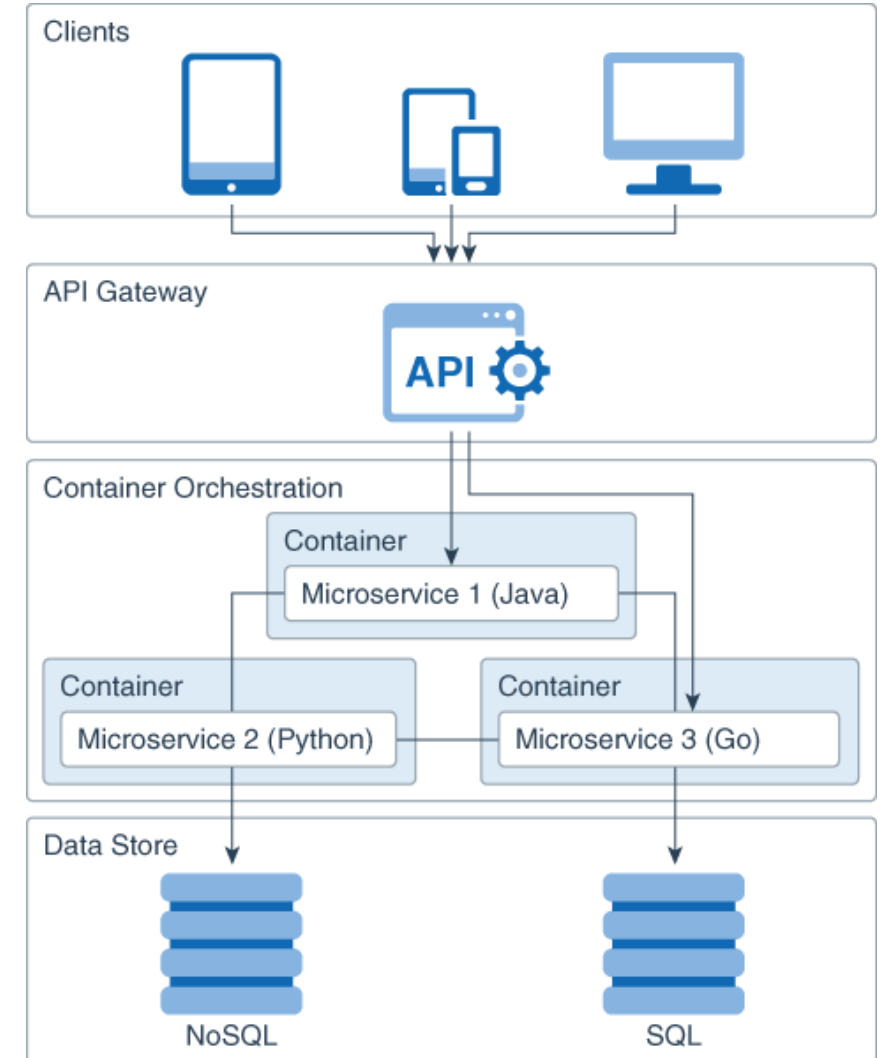 Clients
API Gateway
API
Container Orchestration
Container
Microservice 1 (Java)
Container
Microservice 2 (Python)
Container
Microservice 3 (Go)
Data Store
NoSQL
SQL